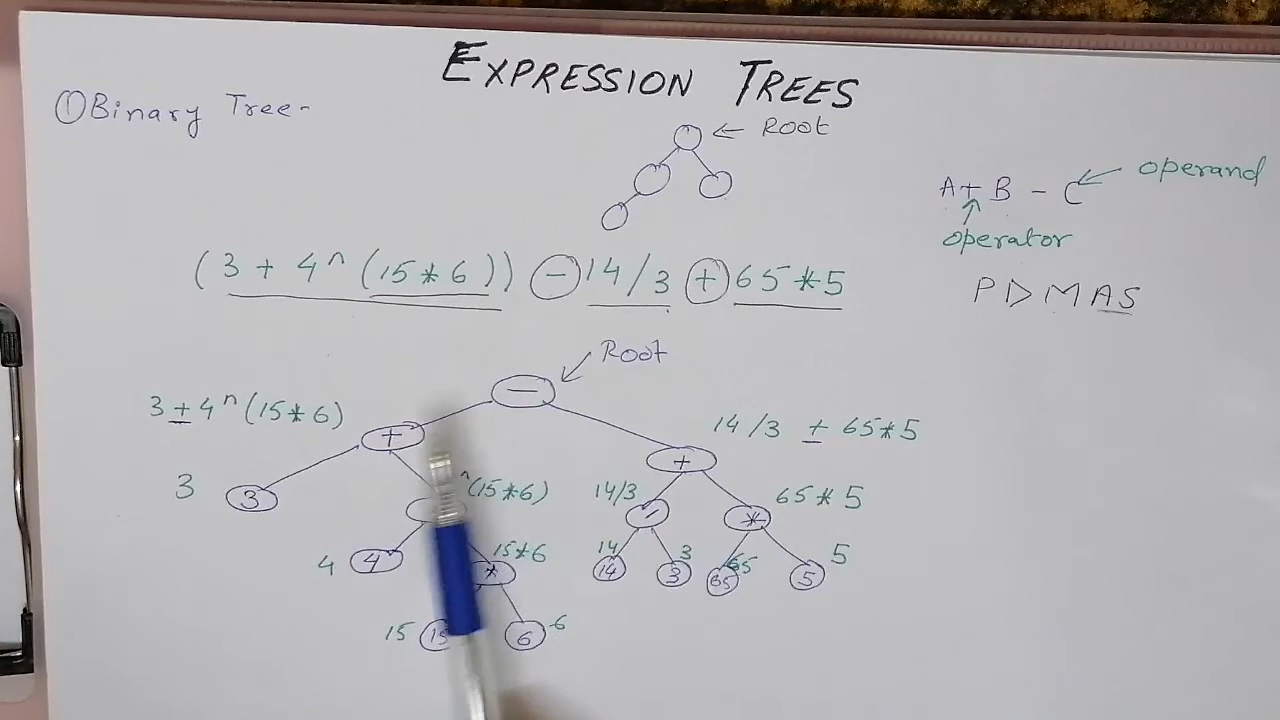 EXPRESSION TREES
① Binary Tree-
← Root
A + B - C
operand
operator
(3 + 4^(15*6)) - 14/3 + 65*5
PDMAS
Root
-
3 + 4^(15*6)
14/3 + 65*5
+
+
3
3
^(15*6)
14/3
/
65*5
*
4
4
15*6
*
14
14
3
3
65
65
5
5
15
15
6
6